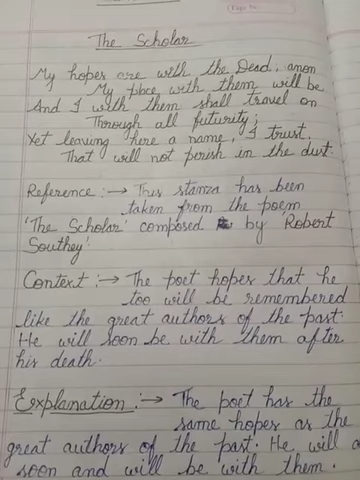 The Scholar
My hopes are with the Dead, anon
My place with them will be
And I with them shall travel on
Through all futurity;
Yet leaving here a name, I trust,
That will not perish in the dust.
Reference :→ This stanza has been
taken from the poem
'The Scholar' composed by 'Robert
Southey'
Context :→ The poet hopes that he
too will be remembered
like the great authors of the past.
He will soon be with them after
his death.
Explanation :→ The poet has the
same hopes as the
great authors of the past. He will
soon and will be with them.